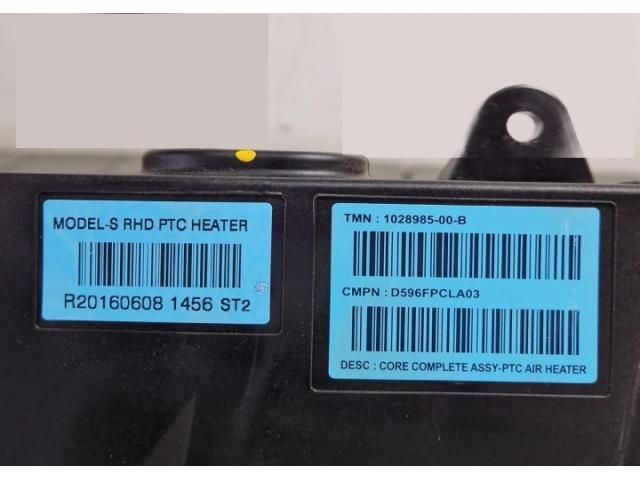 MODEL-S RHD PTC HEATER
R20160608 1456 ST2
TMN : 1028985-00-B
CMPN : D596FPCLA03
DESC : CORE COMPLETE ASSY-PTC AIR HEATER